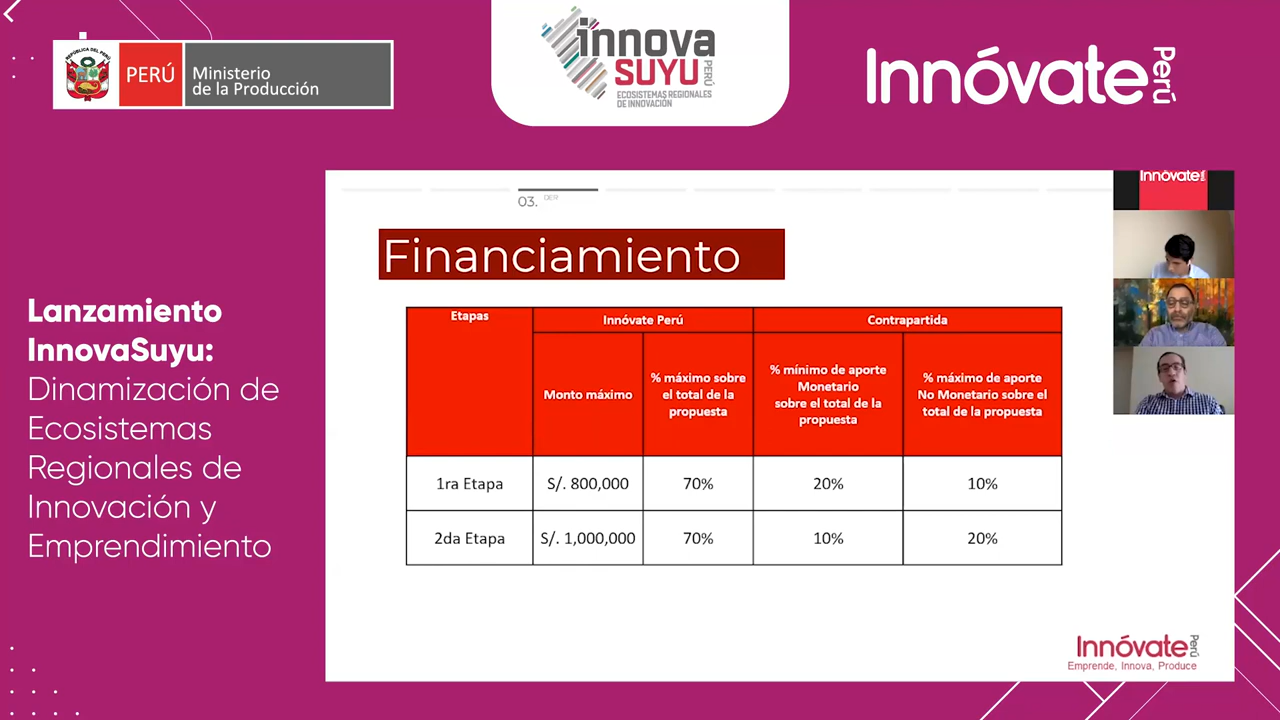 REPÚBLICA DEL PERÚ
PERÚ
Ministerio
de la Producción
innova
SUYU
PERÚ
ECOSISTEMAS REGIONALES
DE INNOVACIÓN
Innóvate Perú
Lanzamiento
InnovaSuyu:
Dinamización de
Ecosistemas
Regionales de
Innovación y
Emprendimiento
03.
Innóvate
Financiamiento
Etapas
Innóvate Perú
Contrapartida
Monto máximo
% máximo sobre
el total de la
propuesta
% mínimo de aporte
Monetario
sobre el total de la
propuesta
% máximo de aporte
No Monetario sobre el
total de la propuesta
1ra Etapa S/. 800,000 70% 20% 10%
2da Etapa S/. 1,000,000 70% 10% 20%
Innóvate Perú
Emprende, Innova, Produce